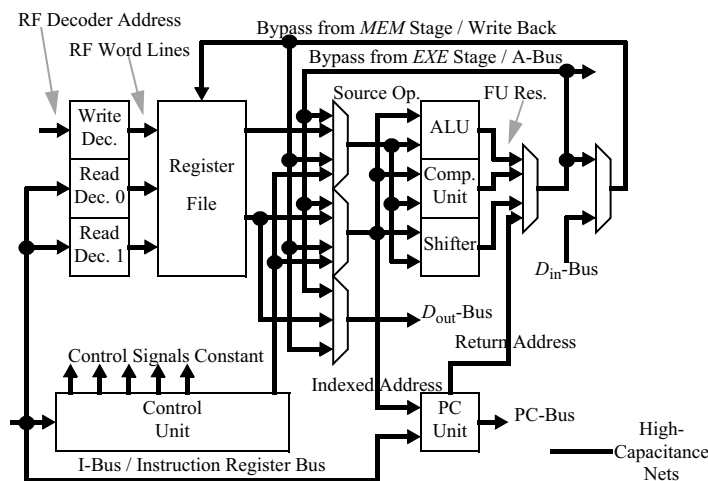 RF Decoder Address
Bypass from MEM Stage / Write Back
RF Word Lines
Bypass from EXE Stage / A-Bus
Source Op.
FU Res.
Write
Dec.
Read
Dec. 0
Read
Dec. 1
Register
File
ALU
Comp.
Unit
Shifter
Din-Bus
Dout-Bus
Return Address
Control Signals Constant
Indexed Address
Control
Unit
PC
Unit
PC-Bus
I-Bus / Instruction Register Bus
High-
Capacitance
Nets